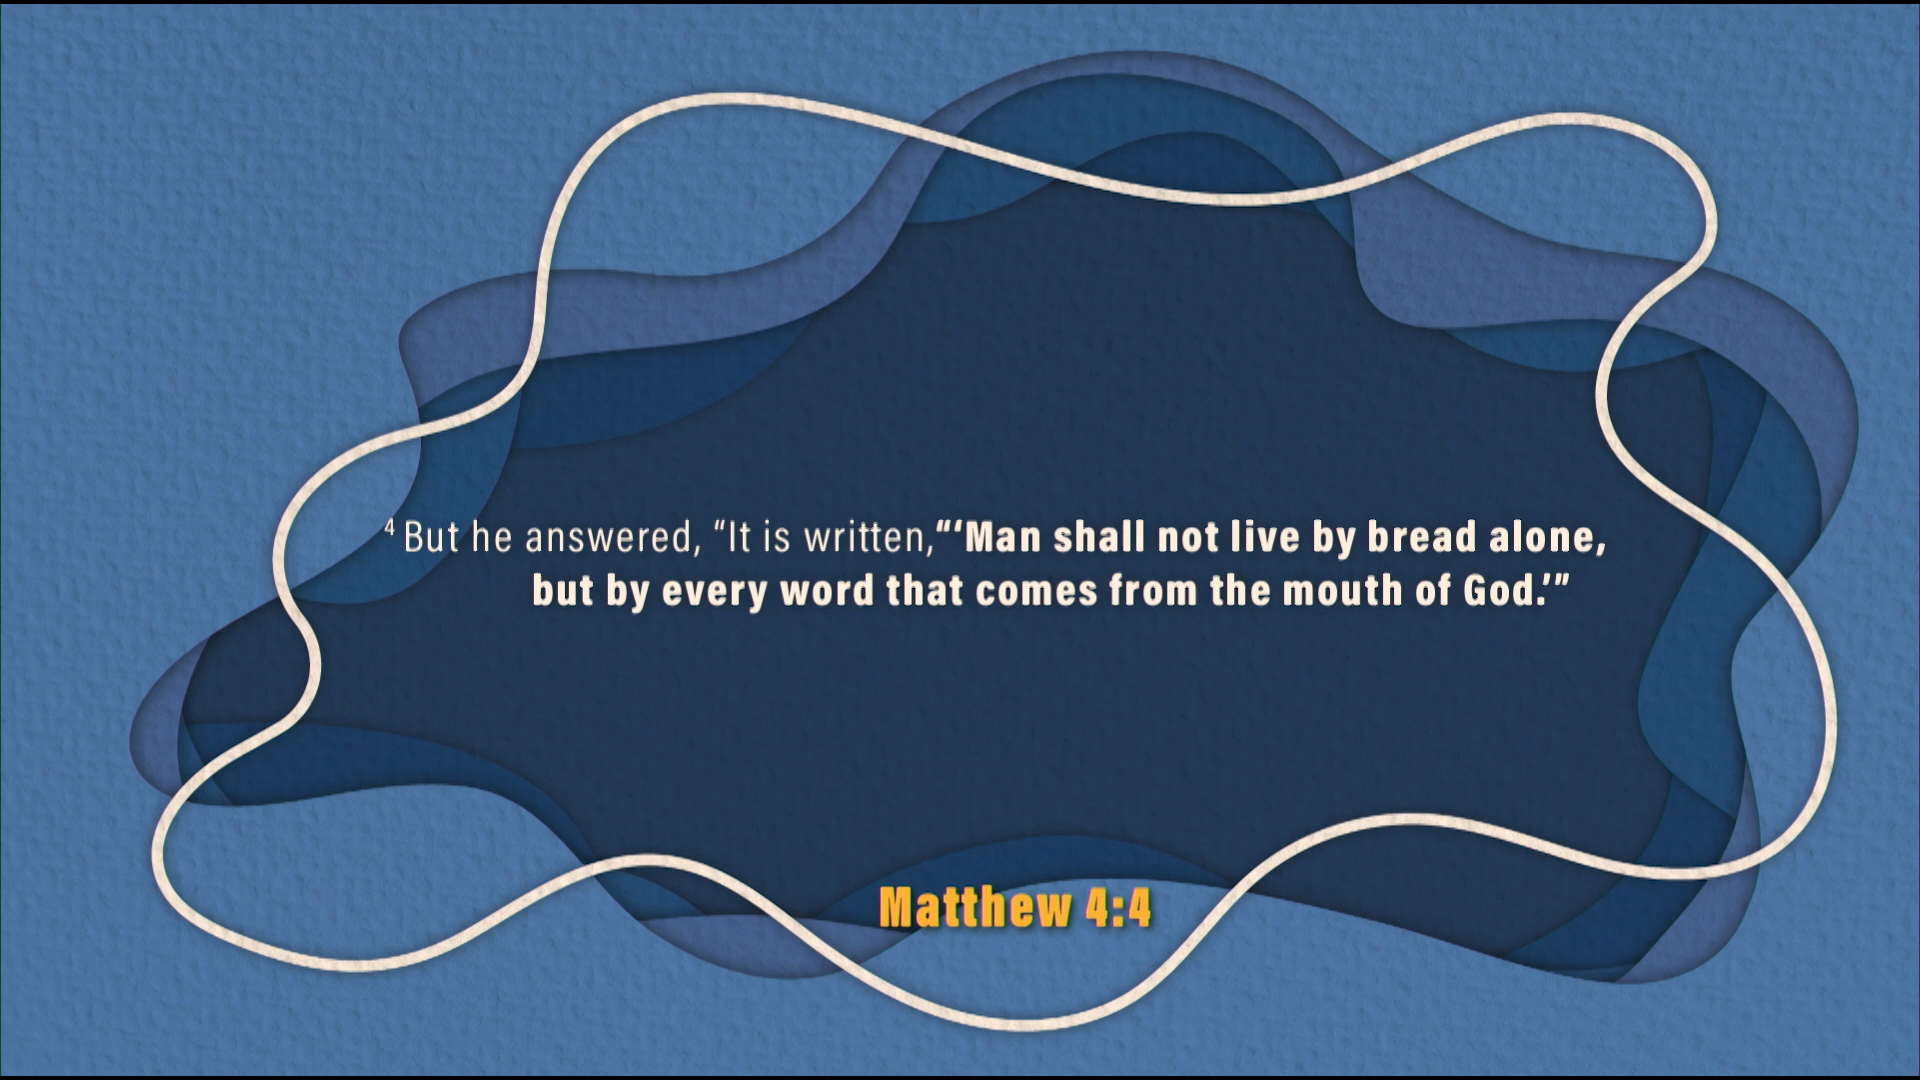 ⁴ But he answered, “It is written,“‘Man shall not live by bread alone,
but by every word that comes from the mouth of God.’”
Matthew 4:4